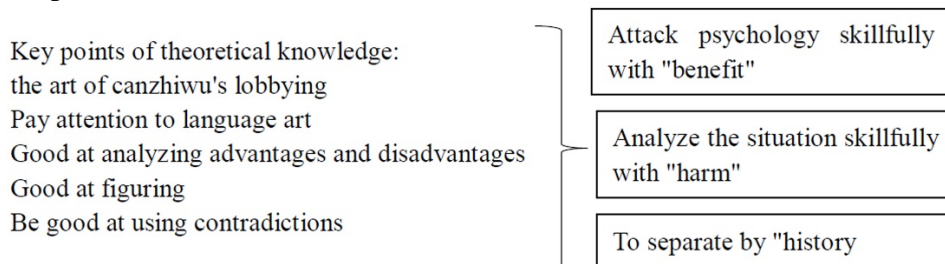 Key points of theoretical knowledge:
the art of canzhiwu's lobbying
Pay attention to language art
Good at analyzing advantages and disadvantages
Good at figuring
Be good at using contradictions
Attack psychology skillfully
with "benefit"
Analyze the situation skillfully
with "harm"
To separate by "history